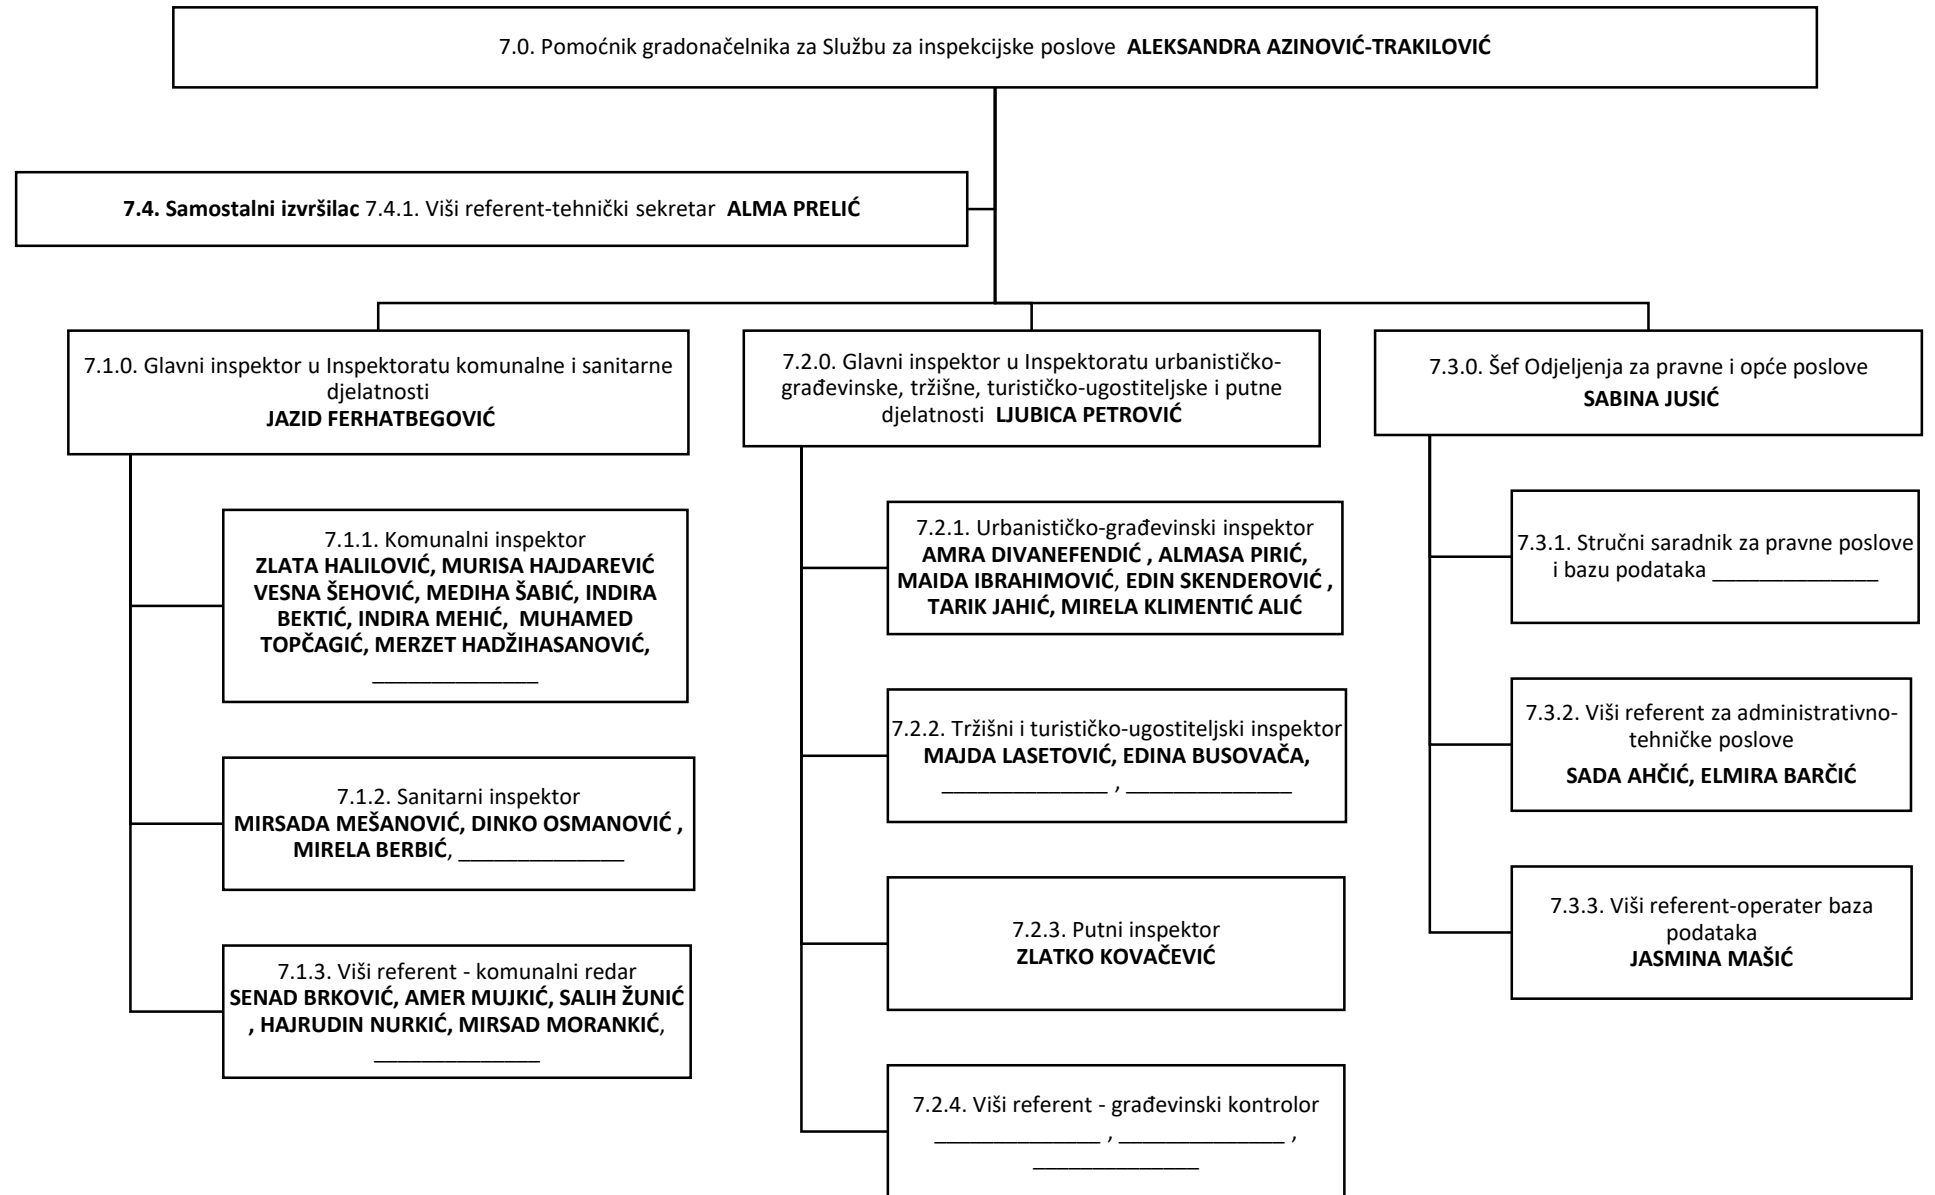 7.0. Pomoćnik gradonačelnika za Službu za inspekcijske poslove ALEKSANDRA AZINOVIĆ-TRAKILOVIĆ
7.4. Samostalni izvršilac 7.4.1. Viši referent-tehnički sekretar ALMA PRELIĆ
7.1.0. Glavni inspektor u Inspektoratu komunalne i sanitarne
djelatnosti
JAZID FERHATBEGOVIĆ
7.1.1. Komunalni inspektor
ZLATA HALILOVIĆ, MURISA HAJDAREVIĆ
VESNA ŠEHOVIĆ, MEDIHA ŠABIĆ, INDIRA
BEKTIĆ, INDIRA MEHIĆ, MUHAMED
TOPČAGIĆ, MERZET HADŽIHASANOVIĆ,
______________
7.1.2. Sanitarni inspektor
MIRSADA MEŠANOVIĆ, DINKO OSMANOVIĆ ,
MIRELA BERBIĆ, ______________
7.1.3. Viši referent - komunalni redar
SENAD BRKOVIĆ, AMER MUJKIĆ, SALIH ŽUNIĆ
, HAJRUDIN NURKIĆ, MIRSAD MORANKIĆ,
______________
7.2.0. Glavni inspektor u Inspektoratu urbanističko-
građevinske, tržišne, turističko-ugostiteljske i putne
djelatnosti LJUBICA PETROVIĆ
7.2.1. Urbanističko-građevinski inspektor
AMRA DIVANEFENDIĆ , ALMASA PIRIĆ,
MAIDA IBRAHIMOVIĆ, EDIN SKENDEROVIĆ ,
TARIK JAHIĆ, MIRELA KLIMENTIĆ ALIĆ
7.2.2. Tržišni i turističko-ugostiteljski inspektor
MAJDA LASETOVIĆ, EDINA BUSOVAČA,
______________ , ______________
7.2.3. Putni inspektor
ZLATKO KOVAČEVIĆ
7.2.4. Viši referent - građevinski kontrolor
______________ , ______________ ,
______________
7.3.0. Šef Odjeljenja za pravne i opće poslove
SABINA JUSIĆ
7.3.1. Stručni saradnik za pravne poslove
i bazu podataka ______________
7.3.2. Viši referent za administrativno-
tehničke poslove
SADA AHČIĆ, ELMIRA BARČIĆ
7.3.3. Viši referent-operater baza
podataka
JASMINA MAŠIĆ